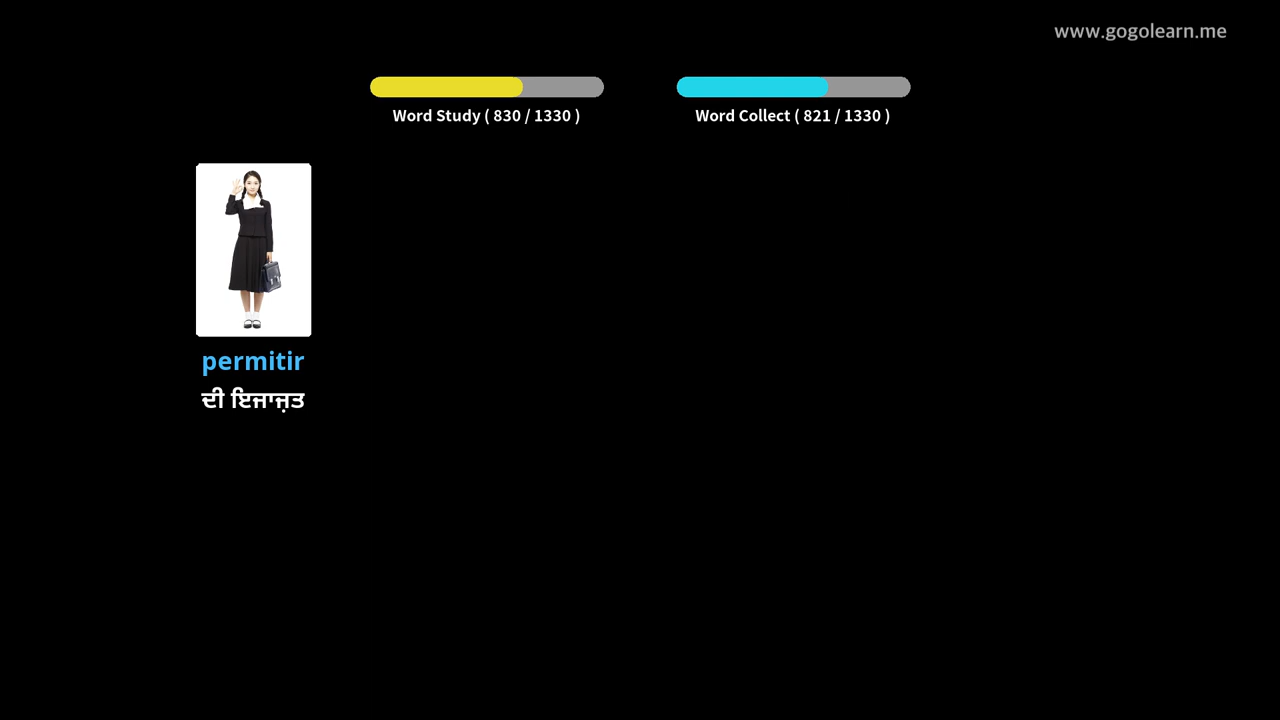 www.gogolearn.me
Word Study ( 830 / 1330 )
Word Collect ( 821 / 1330 )
permitir
ਦੀ ਇਜਾਜ਼ਤ